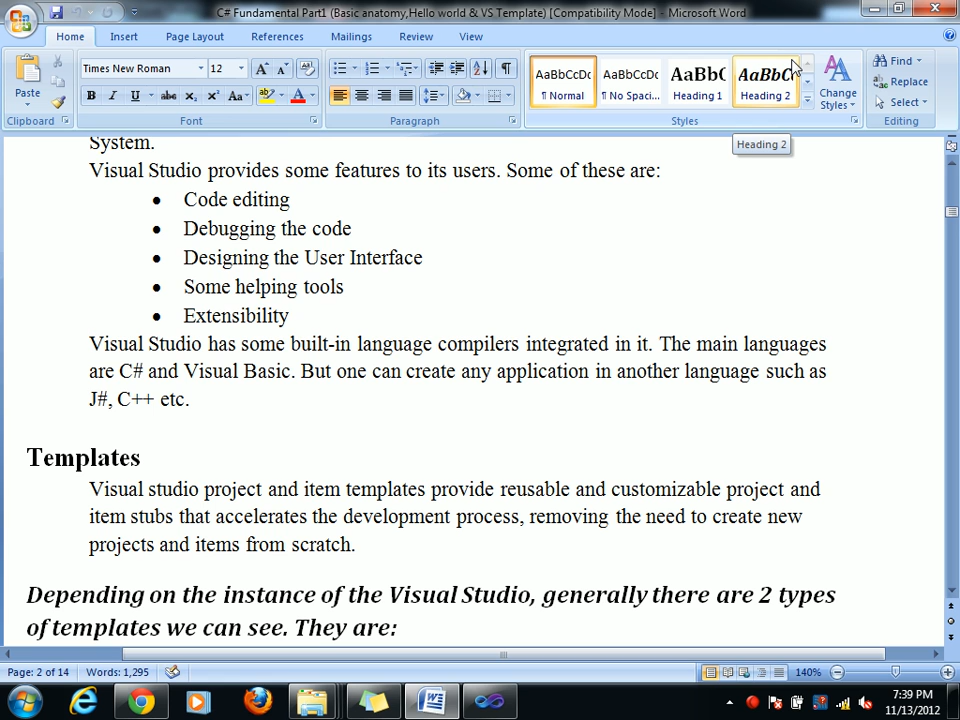 C# Fundamental Part1 (Basic anatomy,Hello world & VS Template) [Compatibility Mode] - Microsoft Word
Home Insert Page Layout References Mailings Review View
Times New Roman 12
Paste
AaBbCcDc AaBbCcDc AaBbC AaBbC
¶ Normal ¶ No Spaci... Heading 1 Heading 2
Change Styles
Find
Replace
Select
Clipboard Font Paragraph Styles Editing
Heading 2
System.
Visual Studio provides some features to its users. Some of these are:
• Code editing
• Debugging the code
• Designing the User Interface
• Some helping tools
• Extensibility
Visual Studio has some built-in language compilers integrated in it. The main languages
are C# and Visual Basic. But one can create any application in another language such as
J#, C++ etc.
Templates
Visual studio project and item templates provide reusable and customizable project and
item stubs that accelerates the development process, removing the need to create new
projects and items from scratch.
Depending on the instance of the Visual Studio, generally there are 2 types
of templates we can see. They are:
Page: 2 of 14 Words: 1,295 140%
7:39 PM
11/13/2012